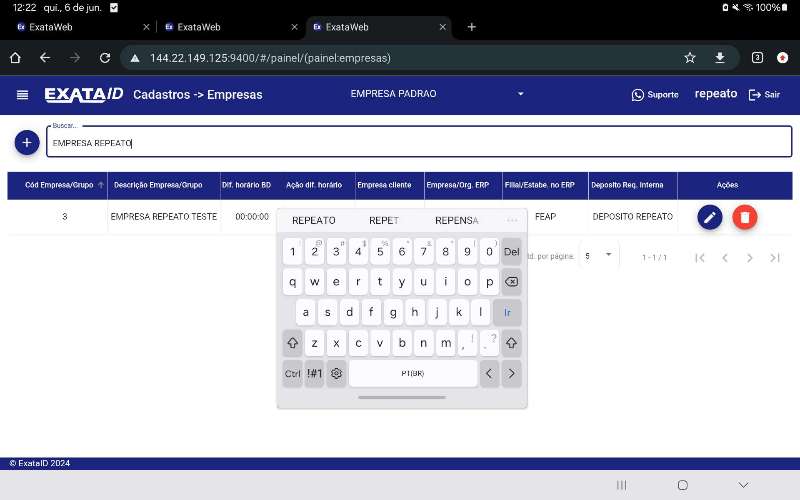 12:22 qui., 6 de jun. 100%
ExataWeb ExataWeb ExataWeb
144.22.149.125:9400/#/painel/(painel:empresas) 3
EXATAID Cadastros -> Empresas EMPRESA PADRAO Suporte repeato Sair
Buscar...
EMPRESA REPEATO
Cód Empresa/Grupo Descrição Empresa/Grupo Dif. horário BD Ação dif. horário Empresa cliente Empresa/Org. ERP Filial/Estabe. no ERP Deposito Req. Interna Ações
3 EMPRESA REPEATO TESTE 00:00:00 FEAP DEPOSITO REPEATO
td. por página. 5 1 - 1 / 1
REPEATO REPET REPENSA ...
1 2 3 4 5 6 7 8 9 0 Del
q w e r t y u i o p
a s d f g h j k l Ir
z x c v b n m , ! . ?
Ctrl !#1 PT(BR) < >
© ExataID 2024